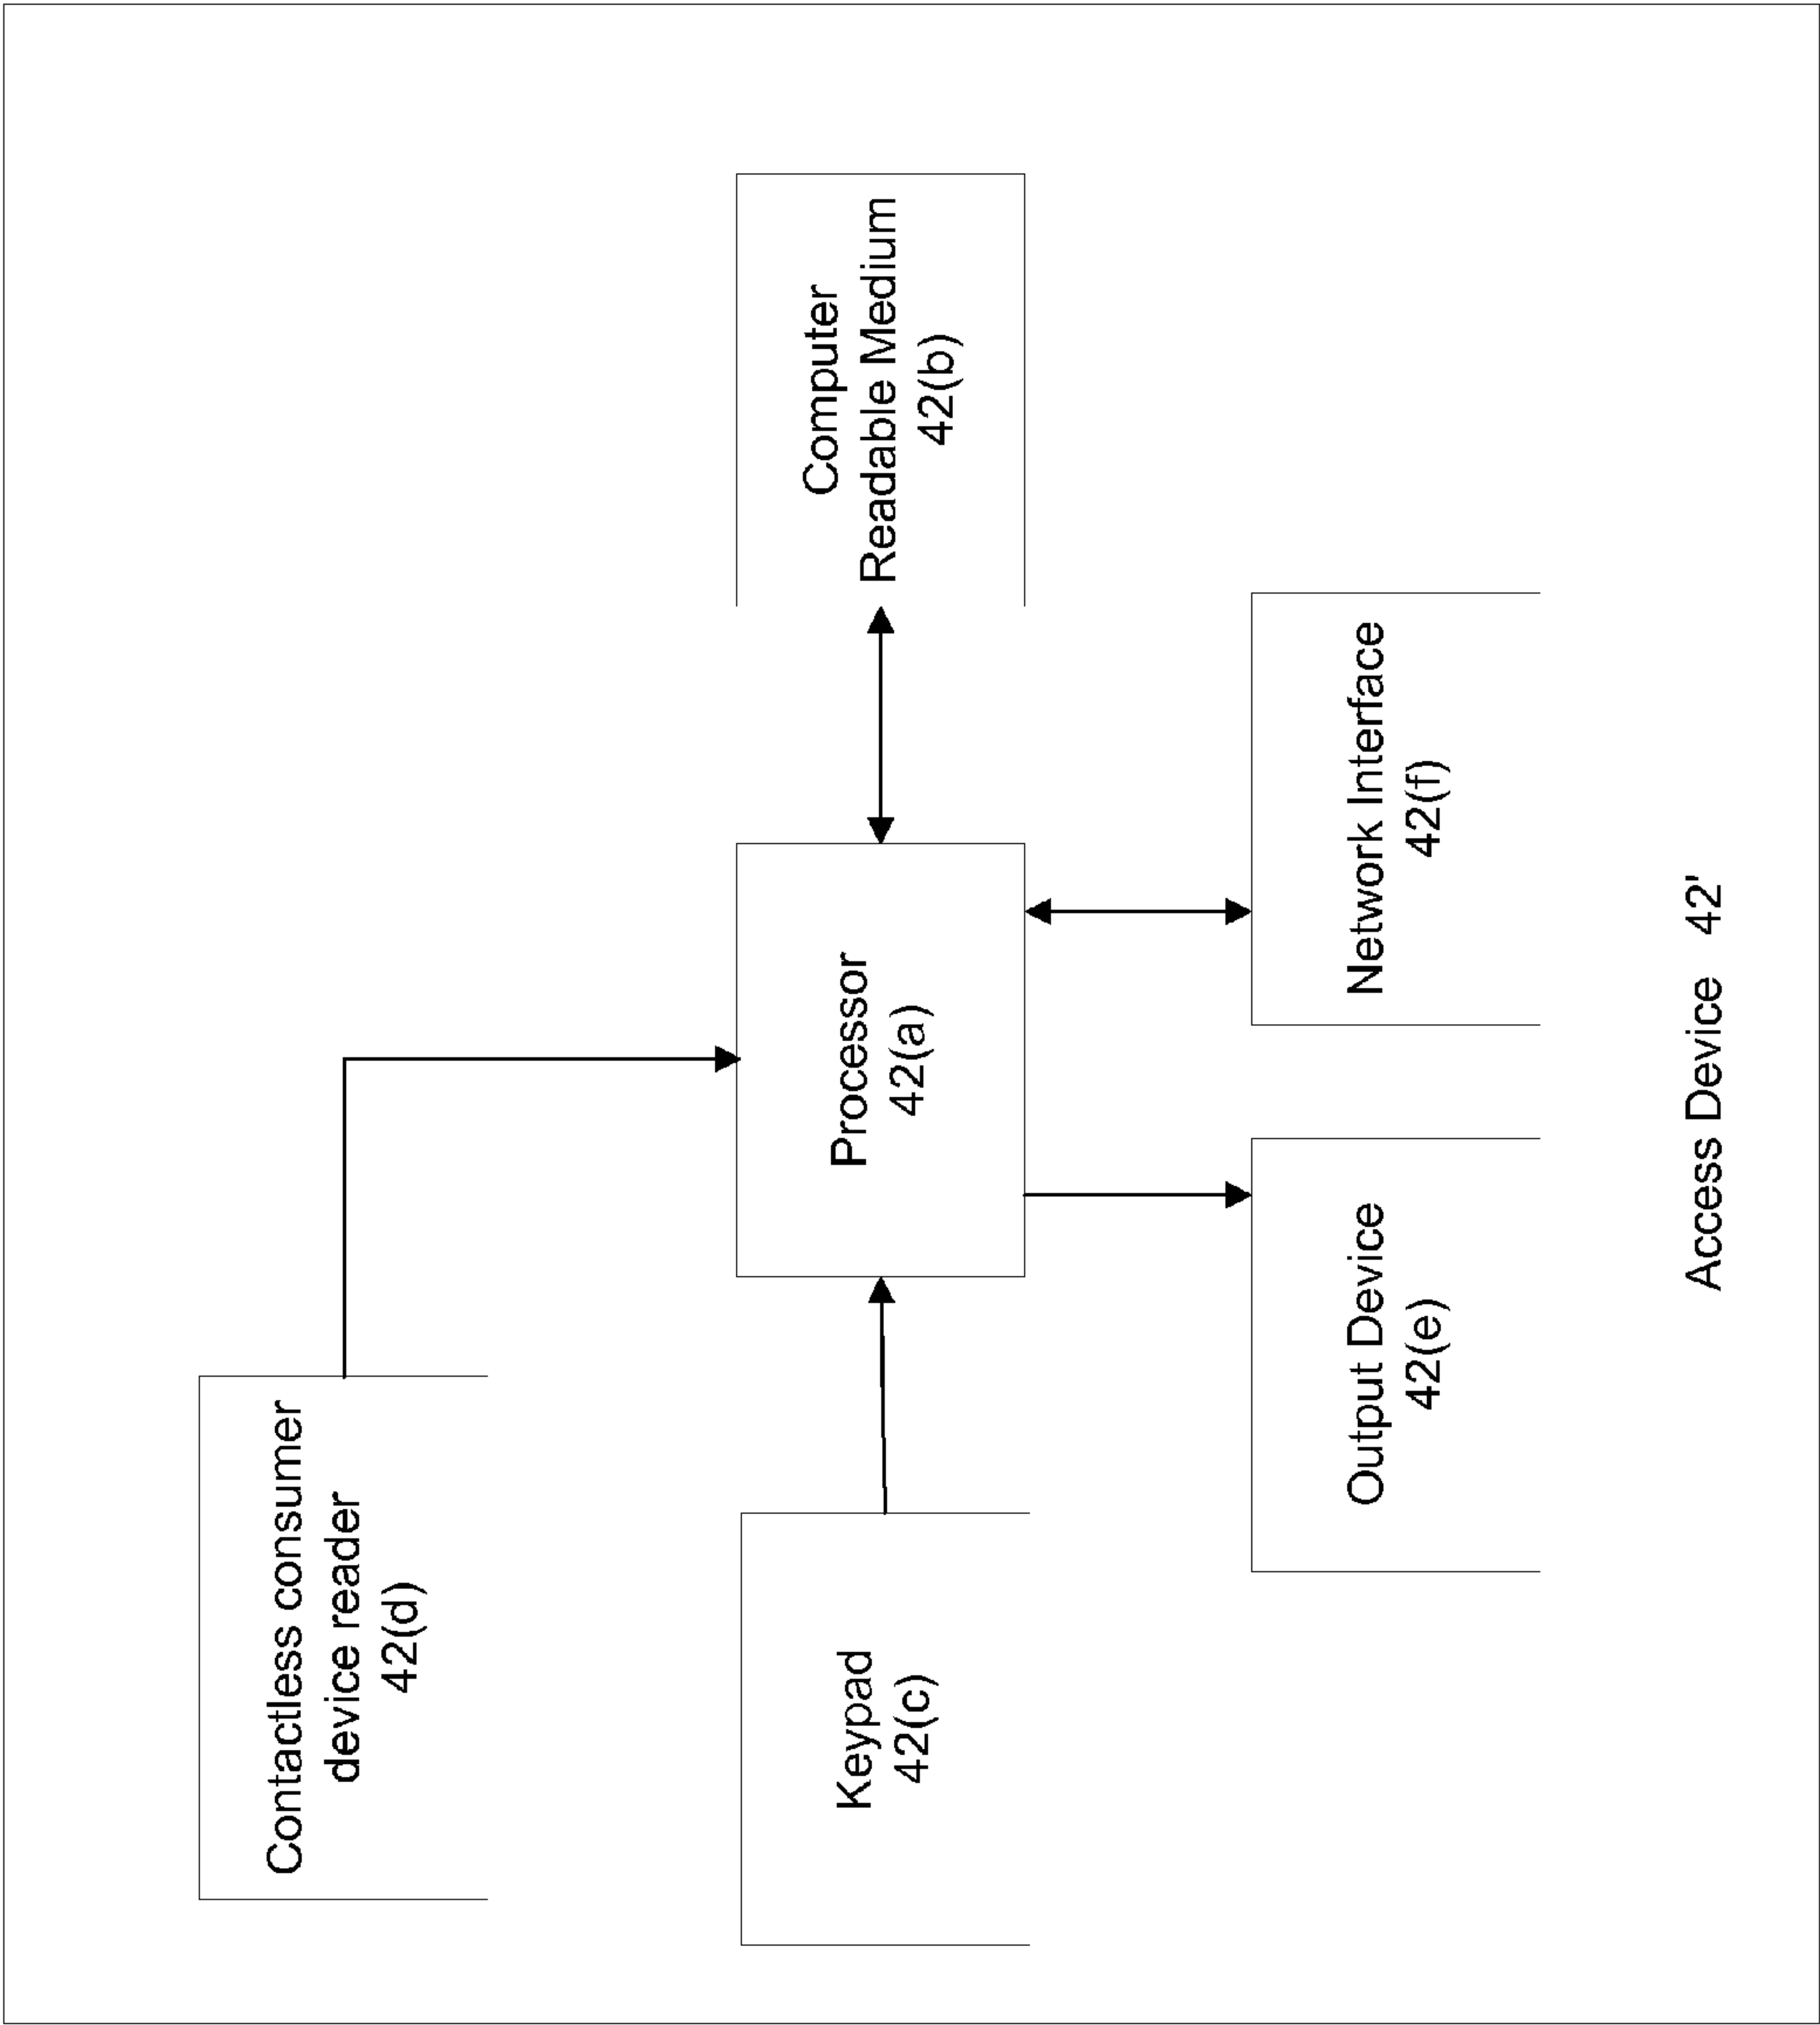 Contactless consumer
device reader
42(d)
Keypad
42(c)
Processor
42(a)
Computer
Readable Medium
42(b)
Output Device
42(e)
Network Interface
42(f)
Access Device 42'